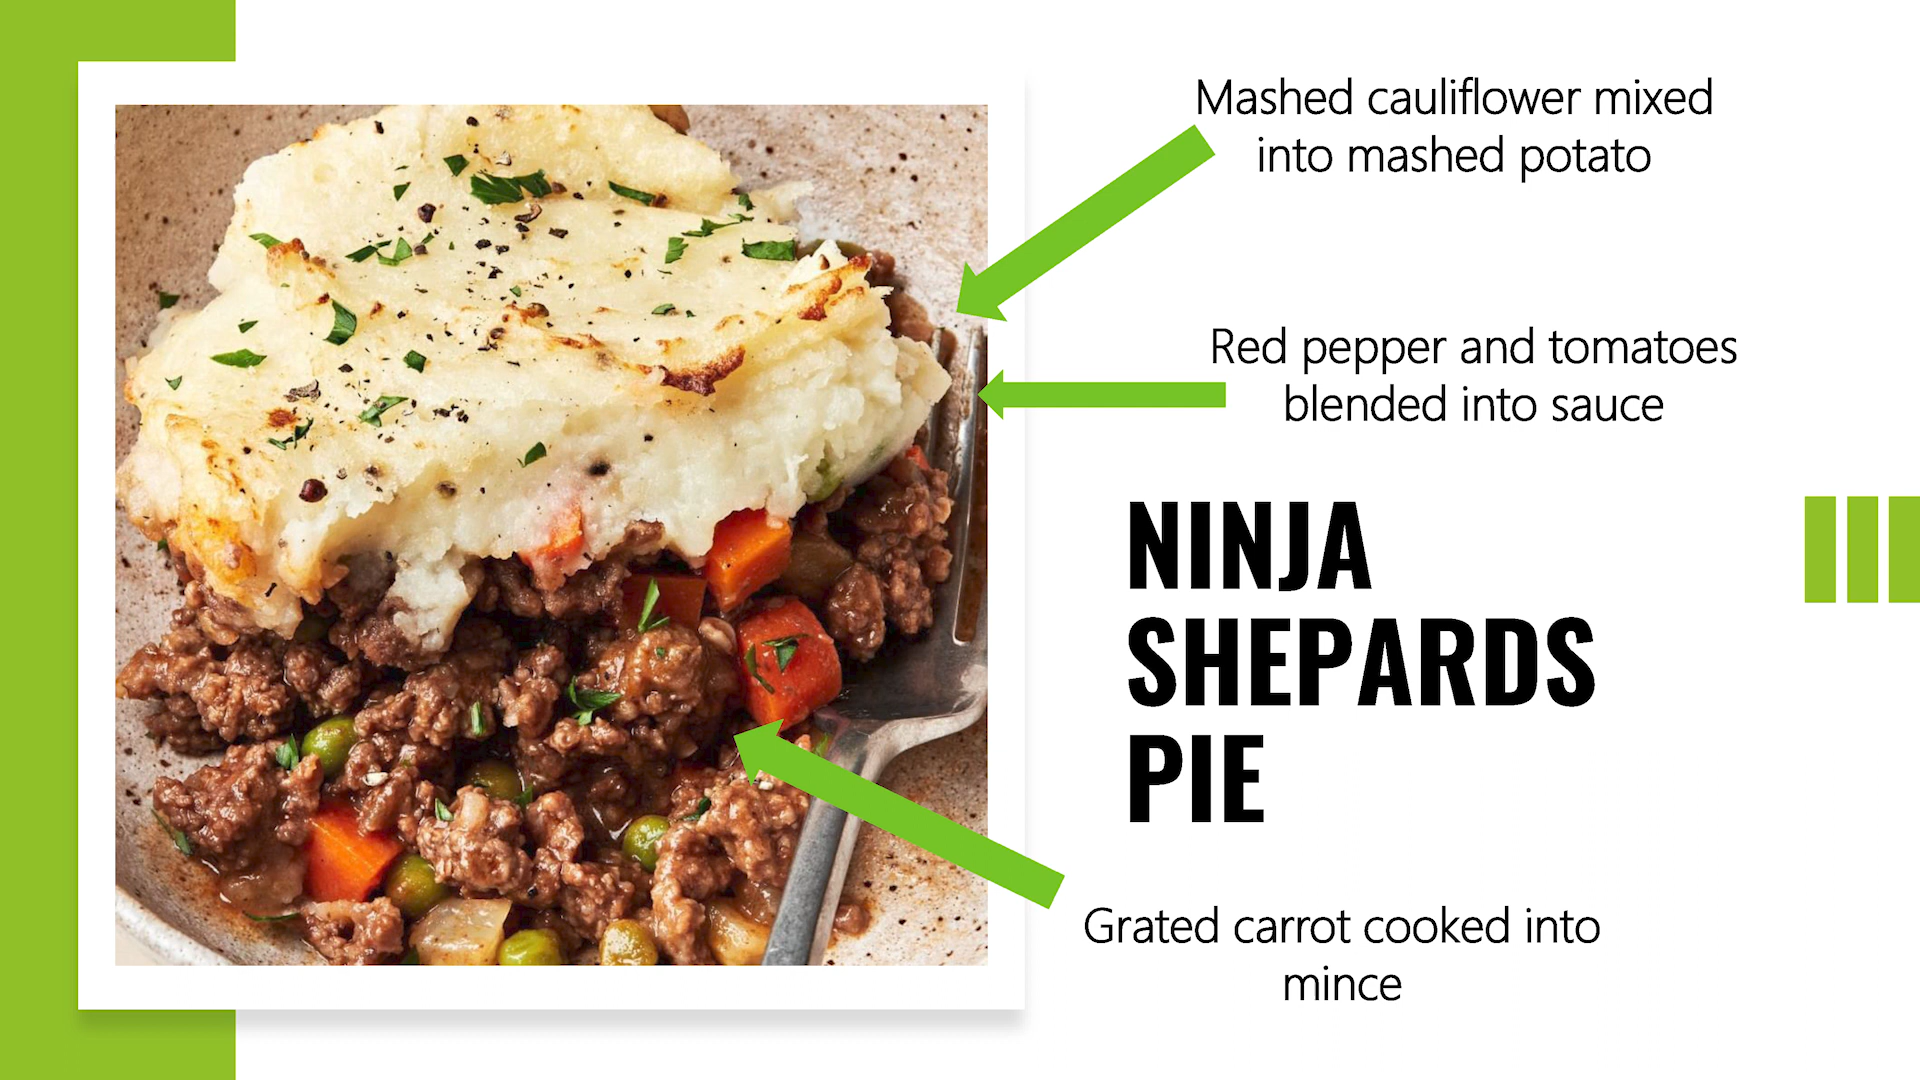 Mashed cauliflower mixed
into mashed potato
Red pepper and tomatoes
blended into sauce
NINJA
SHEPARDS
PIE
Grated carrot cooked into
mince